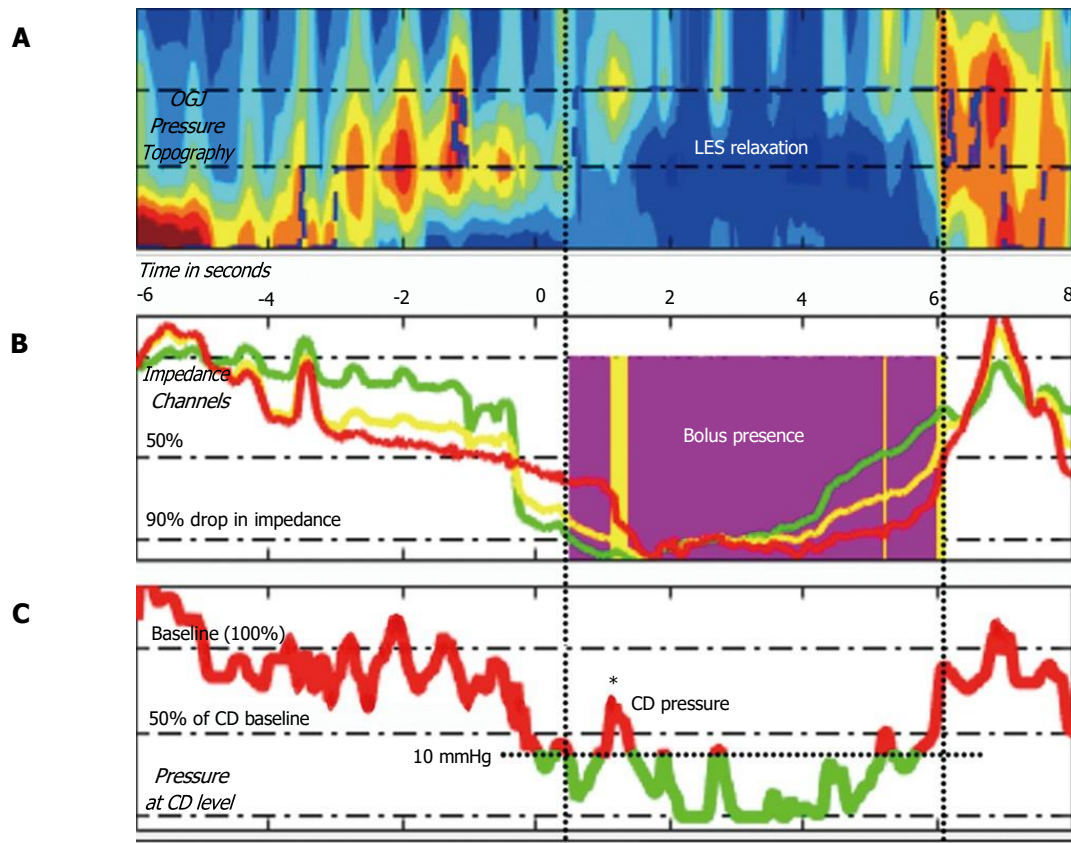 A
OGJ
Pressure
Topography
LES relaxation
Time in seconds
-6 -4 -2 0 2 4 6 8
B
Impedance
Channels
50%
Bolus presence
90% drop in impedance
C
Baseline (100%)
*
CD pressure
50% of CD baseline
10 mmHg
Pressure
at CD level